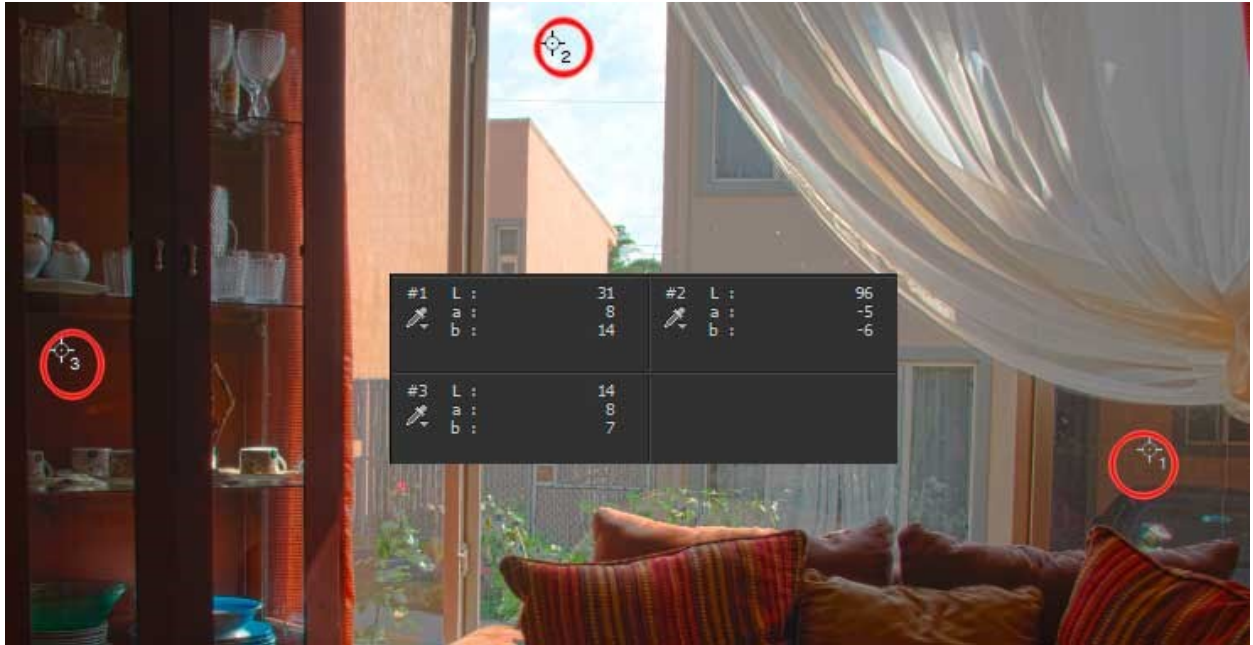 2
#1 L : 31
a : 8
b : 14
#2 L : 96
a : -5
b : -6
3
#3 L : 14
a : 8
b : 7
1